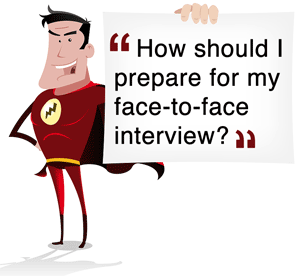 “How should I
prepare for my
face-to-face
interview?”